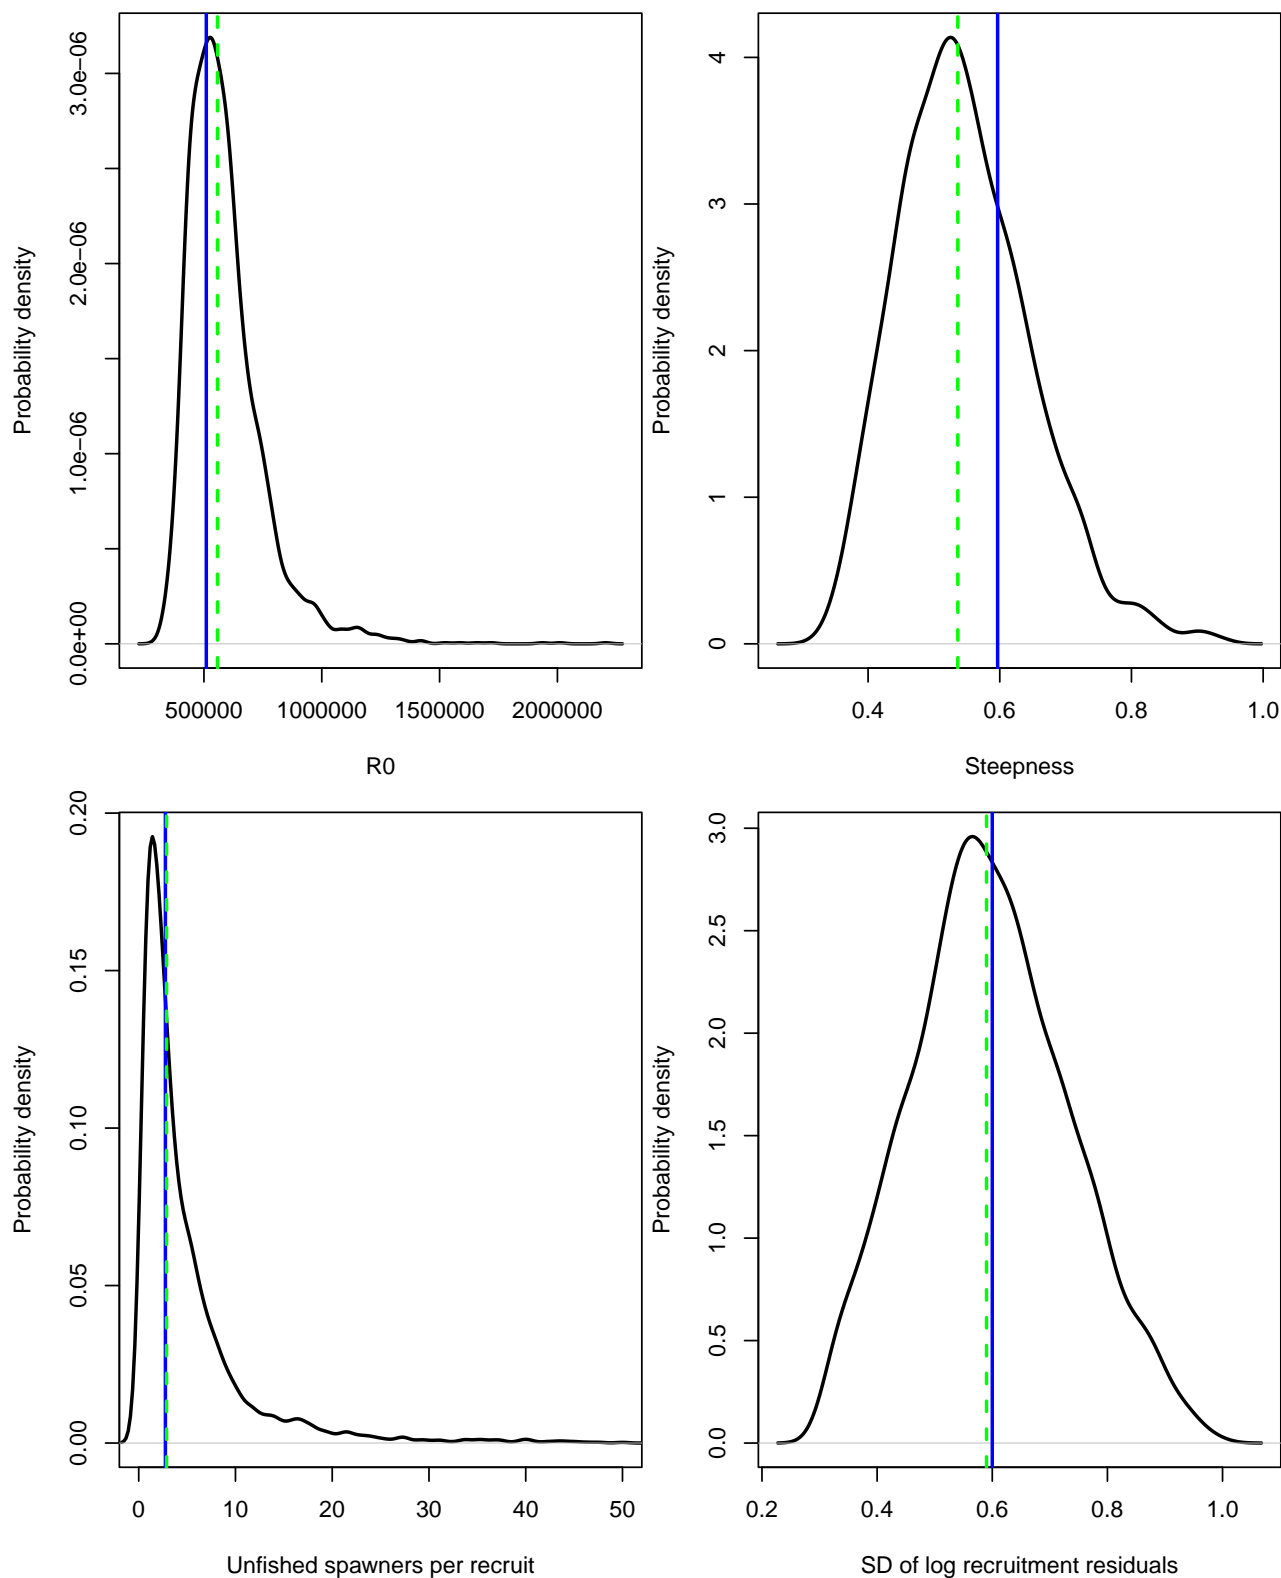 Probability density
0.0e+00
1.0e−06
2.0e−06
3.0e−06
500000 1000000 1500000 2000000
R0
Probability density
0
1
2
3
4
0.4 0.6 0.8 1.0
Steepness
Probability density
0.00
0.05
0.10
0.15
0.20
0 10 20 30 40 50
Unfished spawners per recruit
Probability density
0.0
0.5
1.0
1.5
2.0
2.5
3.0
0.2 0.4 0.6 0.8 1.0
SD of log recruitment residuals